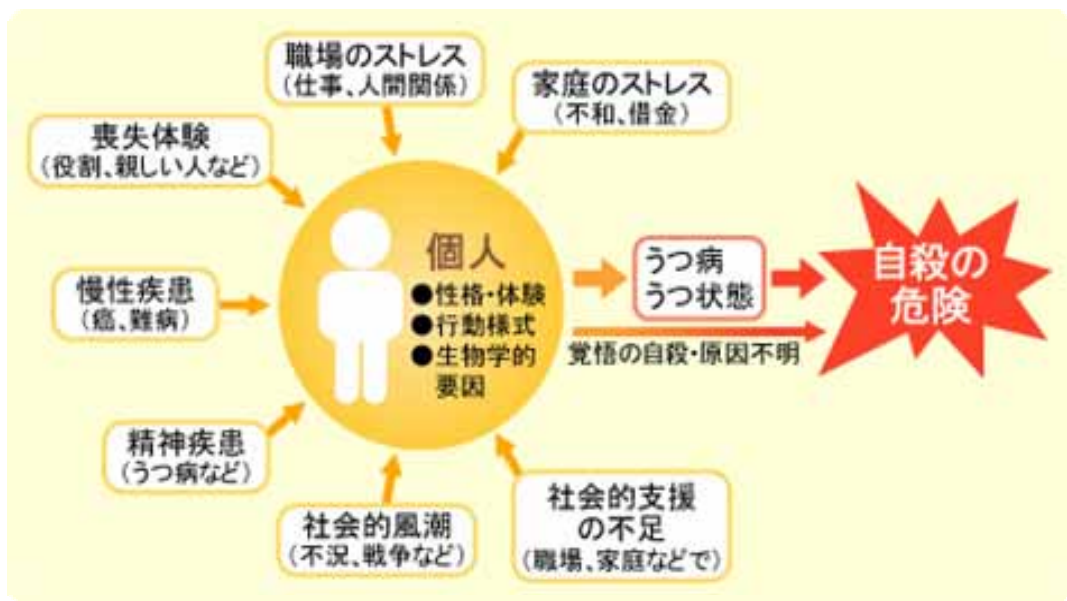 職場のストレス
(仕事、人間関係)
家庭のストレス
(不和、借金)
喪失体験
(役割、親しい人など)
慢性疾患
(癌、難病)
精神疾患
(うつ病など)
社会的風潮
(不況、戦争など)
社会的支援
の不足
(職場、家庭などで)
個人
●性格・体験
●行動様式
●生物学的
要因
うつ病
うつ状態
覚悟の自殺・原因不明
自殺の
危険